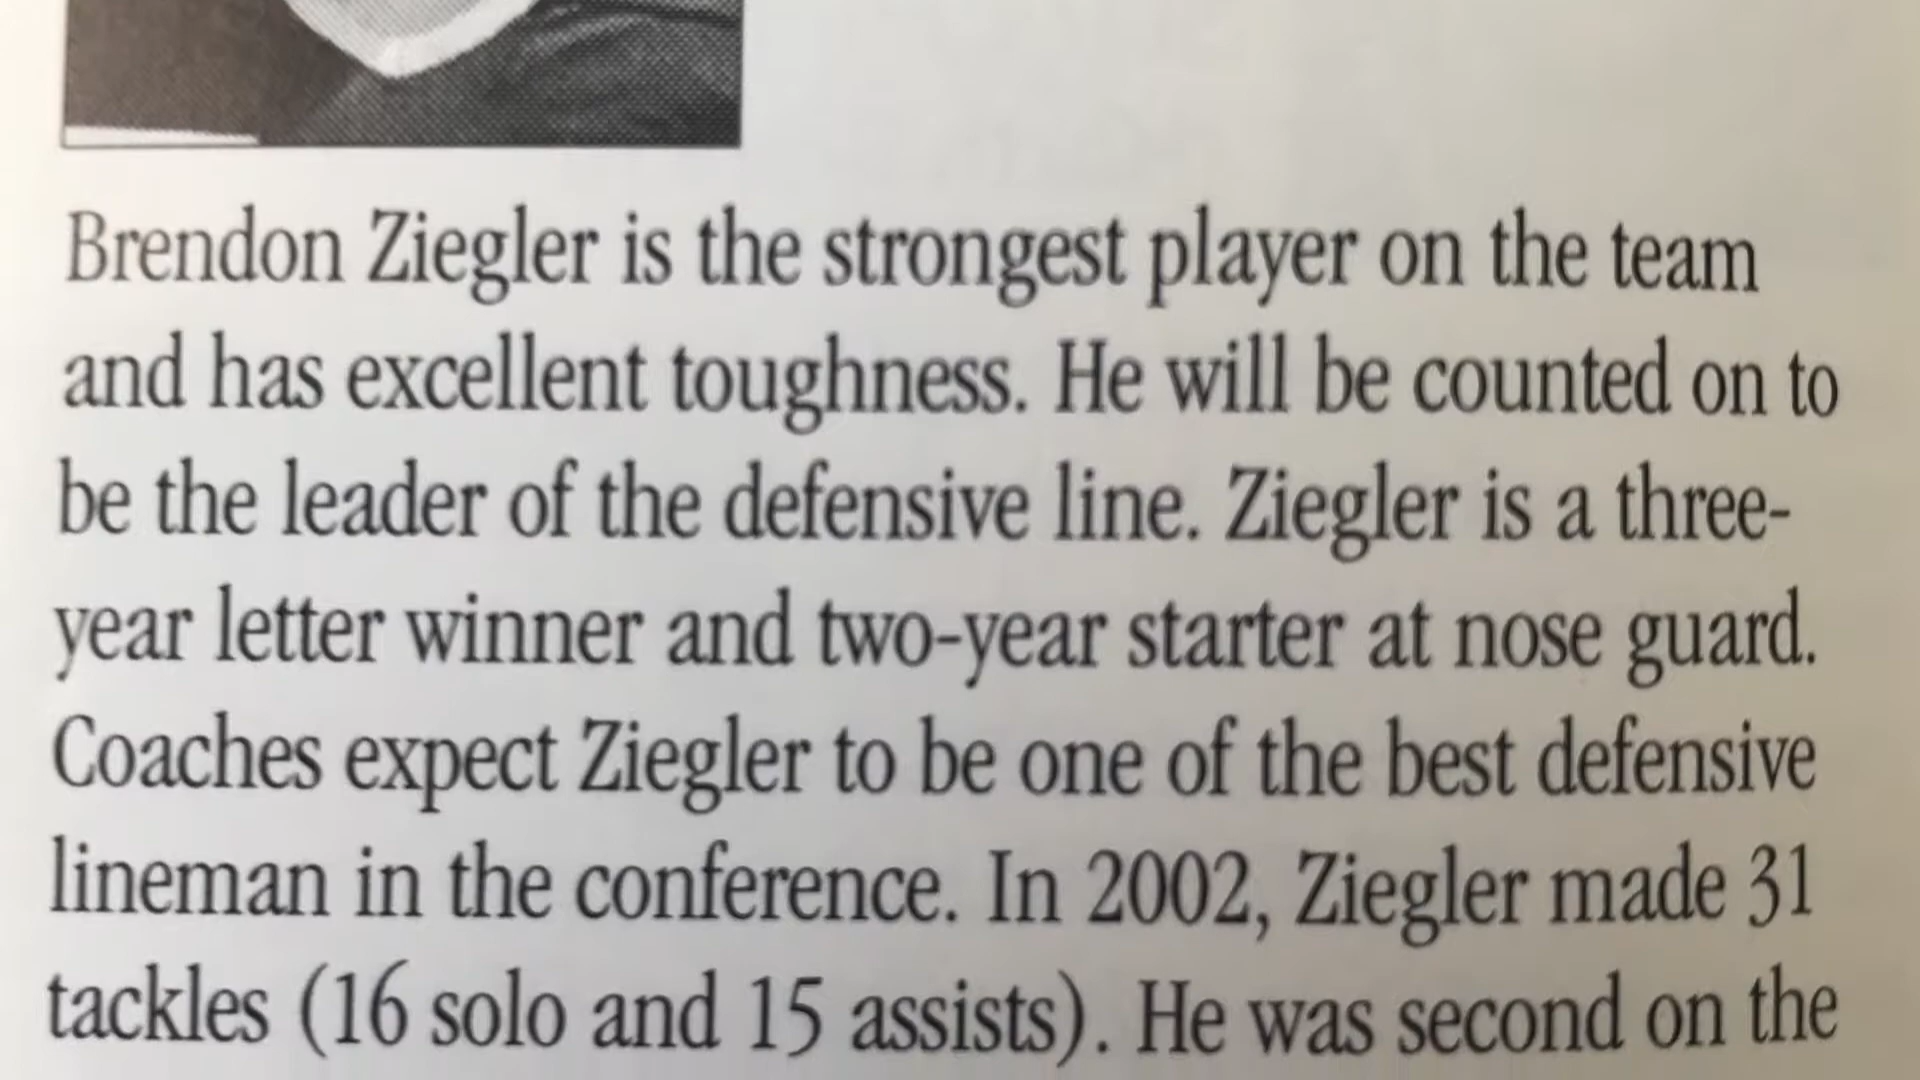 Brendon Ziegler is the strongest player on the team
and has excellent toughness. He will be counted on to
be the leader of the defensive line. Ziegler is a three-
year letter winner and two-year starter at nose guard.
Coaches expect Ziegler to be one of the best defensive
lineman in the conference. In 2002, Ziegler made 31
tackles (16 solo and 15 assists). He was second on the